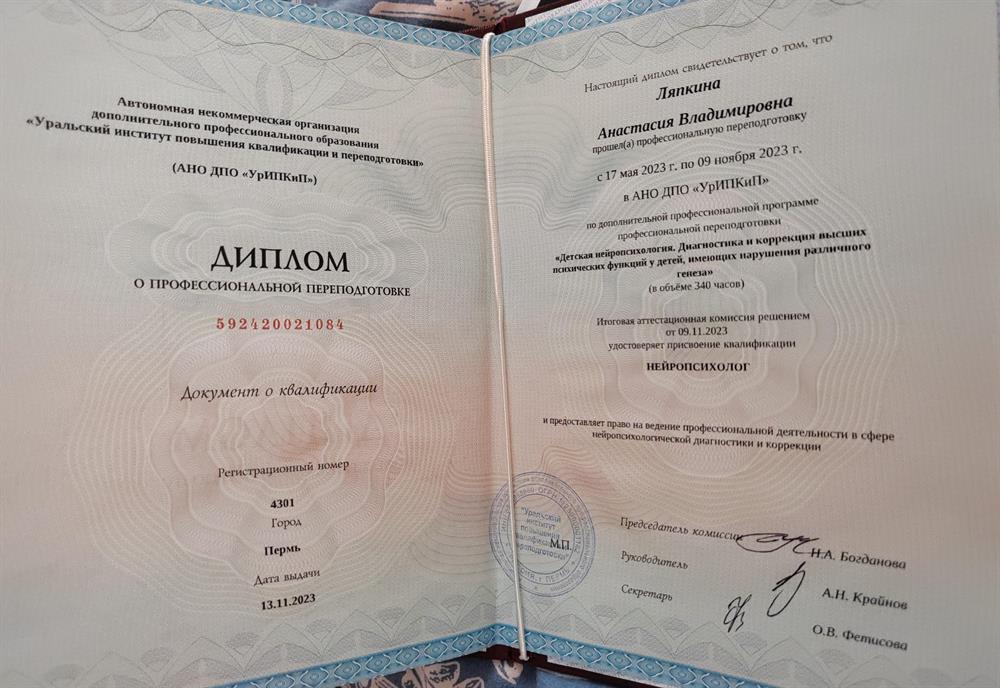 Автономная некоммерческая организация
дополнительного профессионального образования
«Уральский институт повышения квалификации и переподготовки»
(АНО ДПО «УрИПКиП»)
ДИПЛОМ
О ПРОФЕССИОНАЛЬНОЙ ПЕРЕПОДГОТОВКЕ
592420021084
Документ о квалификации
Регистрационный номер
4301
Город
Пермь
Дата выдачи
13.11.2023
Настоящий диплом свидетельствует о том, что
Ляпкина
Анастасия Владимировна
прошел(а) профессиональную переподготовку
с 17 мая 2023 г. по 09 ноября 2023 г.
в АНО ДПО «УрИПКиП»
по дополнительной профессиональной программе
профессиональной переподготовки
«Детская нейропсихология. Диагностика и коррекция высших
психических функций у детей, имеющих нарушения различного
генеза»
(в объёме 340 часов)
Итоговая аттестационная комиссия решением
от 09.11.2023
удостоверяет присвоение квалификации
НЕЙРОПСИХОЛОГ
и предоставляет право на ведение профессиональной деятельности в сфере
нейропсихологической диагностики и коррекции
"Уральский
институт
повышения
квалификации
переподготовки"
М.П.
Председатель комиссии Н.А. Богданова
Руководитель А.Н. Крайнов
Секретарь О.В. Фетисова